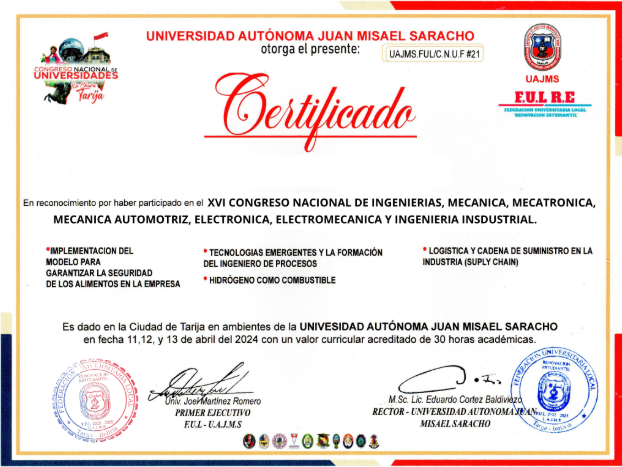 UNIVERSIDAD AUTÓNOMA JUAN MISAEL SARACHO
otorga el presente:
UAJMS.FUL/C.N.U.F #21
CONGRESO NACIONAL DE
UNIVERSIDADES
Tarija
UAJMS
F.U.L R.E
FEDERACION UNIVERSITARIA LOCAL
RENOVACION ESTUDIANTIL
Certificado
En reconocimiento por haber participado en el XVI CONGRESO NACIONAL DE INGENIERIAS, MECANICA, MECATRONICA,
MECANICA AUTOMOTRIZ, ELECTRONICA, ELECTROMECANICA Y INGENIERIA INSDUSTRIAL.
*IMPLEMENTACION DEL
MODELO PARA
GARANTIZAR LA SEGURIDAD
DE LOS ALIMENTOS EN LA EMPRESA
* TECNOLOGIAS EMERGENTES Y LA FORMACIÓN
DEL INGENIERO DE PROCESOS
* HIDRÓGENO COMO COMBUSTIBLE
* LOGISTICA Y CADENA DE SUMINISTRO EN LA
INDUSTRIA (SUPLY CHAIN)
Es dado en la Ciudad de Tarija en ambientes de la UNIVESIDAD AUTÓNOMA JUAN MISAEL SARACHO
en fecha 11,12, y 13 de abril del 2024 con un valor curricular acreditado de 30 horas académicas.
Univ. Joel Martínez Romero
PRIMER EJECUTIVO
F.U.L - U.A.J.M.S
M.Sc. Lic. Eduardo Cortez Baldiviezo
RECTOR - UNIVERSIDAD AUTONOMA JUAN
MISAEL SARACHO
FEDERACION UNIVERSITARIA LOCAL
RENOVACION
ESTUDIANTIL
Tarija - Bolivia